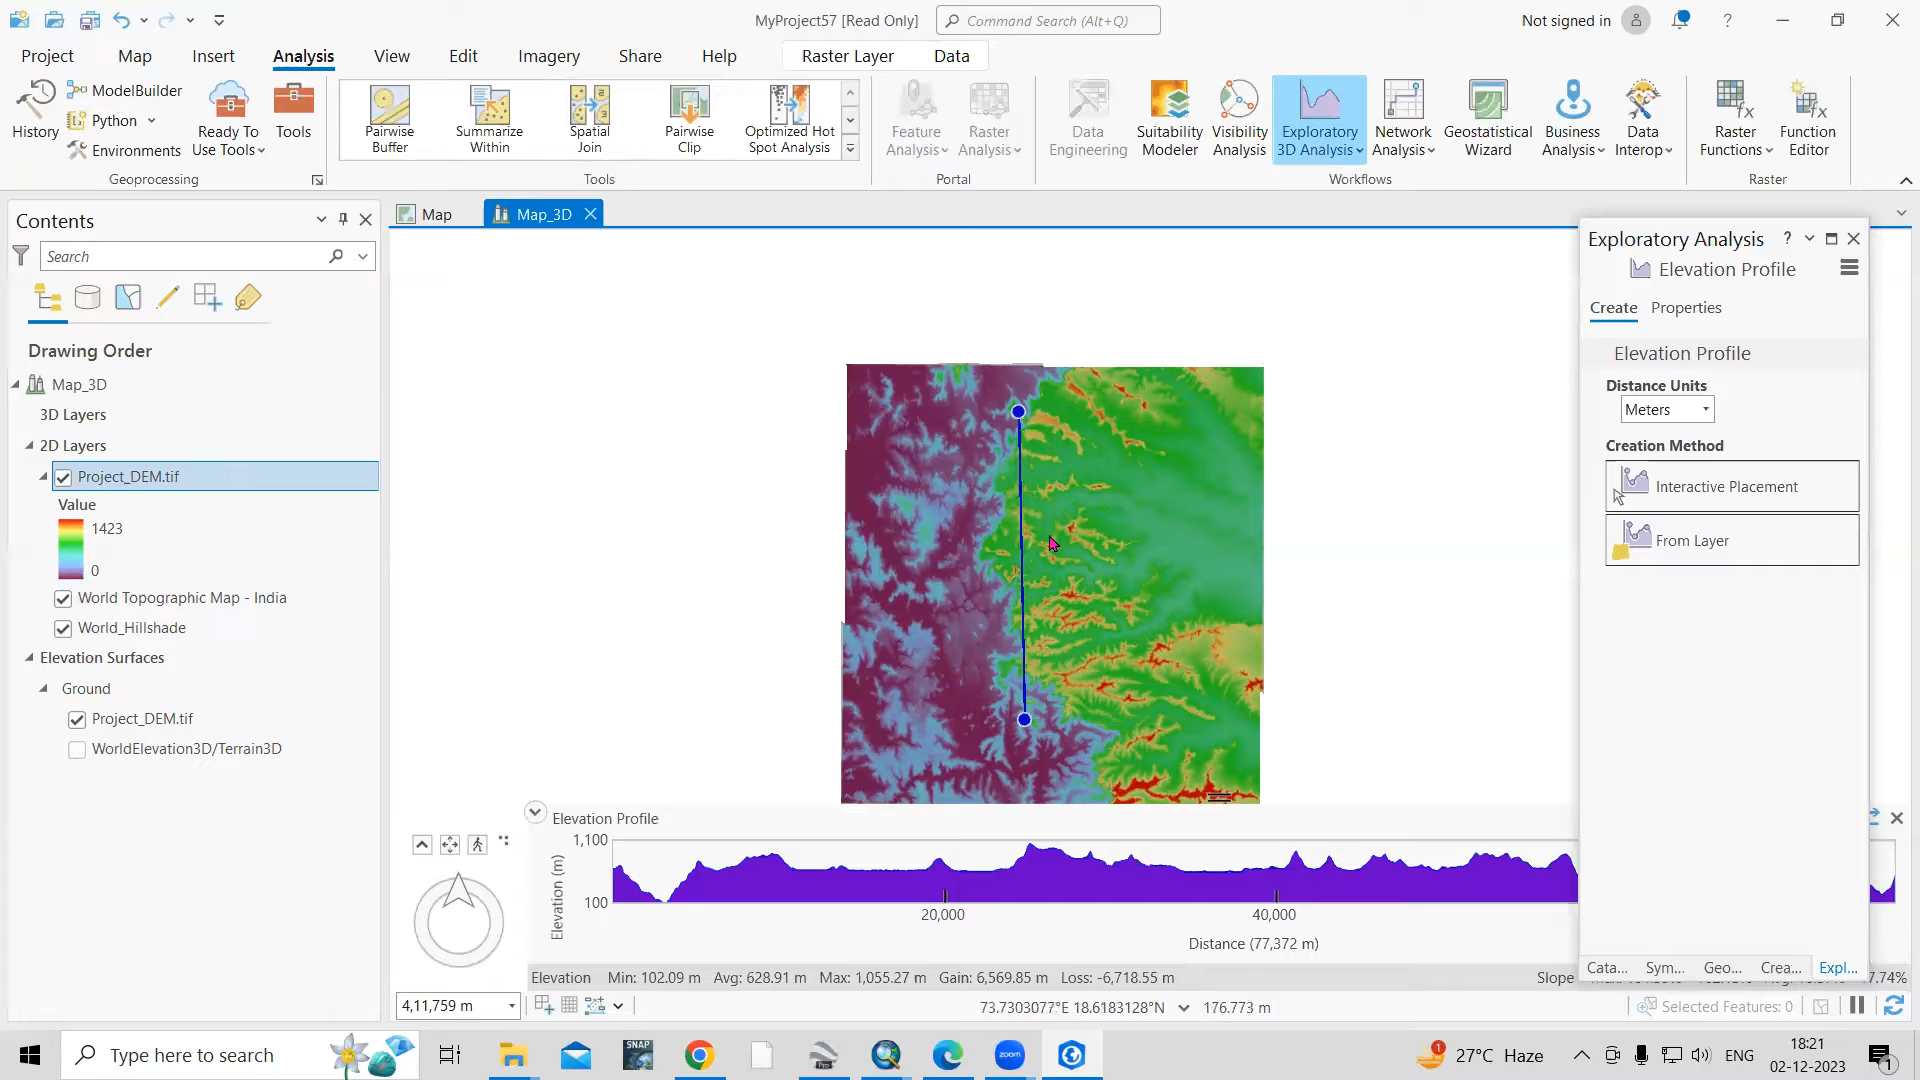 MyProject57 [Read Only]
Command Search (Alt+Q)
Not signed in
?
Project
Map
Insert
Analysis
View
Edit
Imagery
Share
Help
Raster Layer
Data
History
ModelBuilder
Python
Environments
Ready To
Use Tools
Tools
Geoprocessing
Pairwise
Buffer
Summarize
Within
Spatial
Join
Pairwise
Clip
Optimized Hot
Spot Analysis
Tools
Feature
Analysis
Raster
Analysis
Portal
Data
Engineering
Suitability
Modeler
Visibility
Analysis
Exploratory
3D Analysis
Network
Analysis
Geostatistical
Wizard
Business
Analysis
Data
Interop
Workflows
Raster
Functions
Function
Editor
Raster
Contents
Search
Drawing Order
Map_3D
3D Layers
2D Layers
Project_DEM.tif
Value
1423
0
World Topographic Map - India
World_Hillshade
Elevation Surfaces
Ground
Project_DEM.tif
WorldElevation3D/Terrain3D
Map
Map_3D
Exploratory Analysis
?
Elevation Profile
Create
Properties
Elevation Profile
Distance Units
Meters
Creation Method
Interactive Placement
From Layer
Cata...
Sym...
Geo...
Crea...
Expl...
Elevation Profile
1,100
100
Elevation (m)
20,000
40,000
Distance (77,372 m)
Elevation Min: 102.09 m Avg: 628.91 m Max: 1,055.27 m Gain: 6,569.85 m Loss: -6,718.55 m
Slope
7.74%
4,11,759 m
73.7303077°E 18.6183128°N
176.773 m
Selected Features: 0
Type here to search
SNAP
Pro
zoom
1
27°C Haze
ENG
18:21
02-12-2023
1